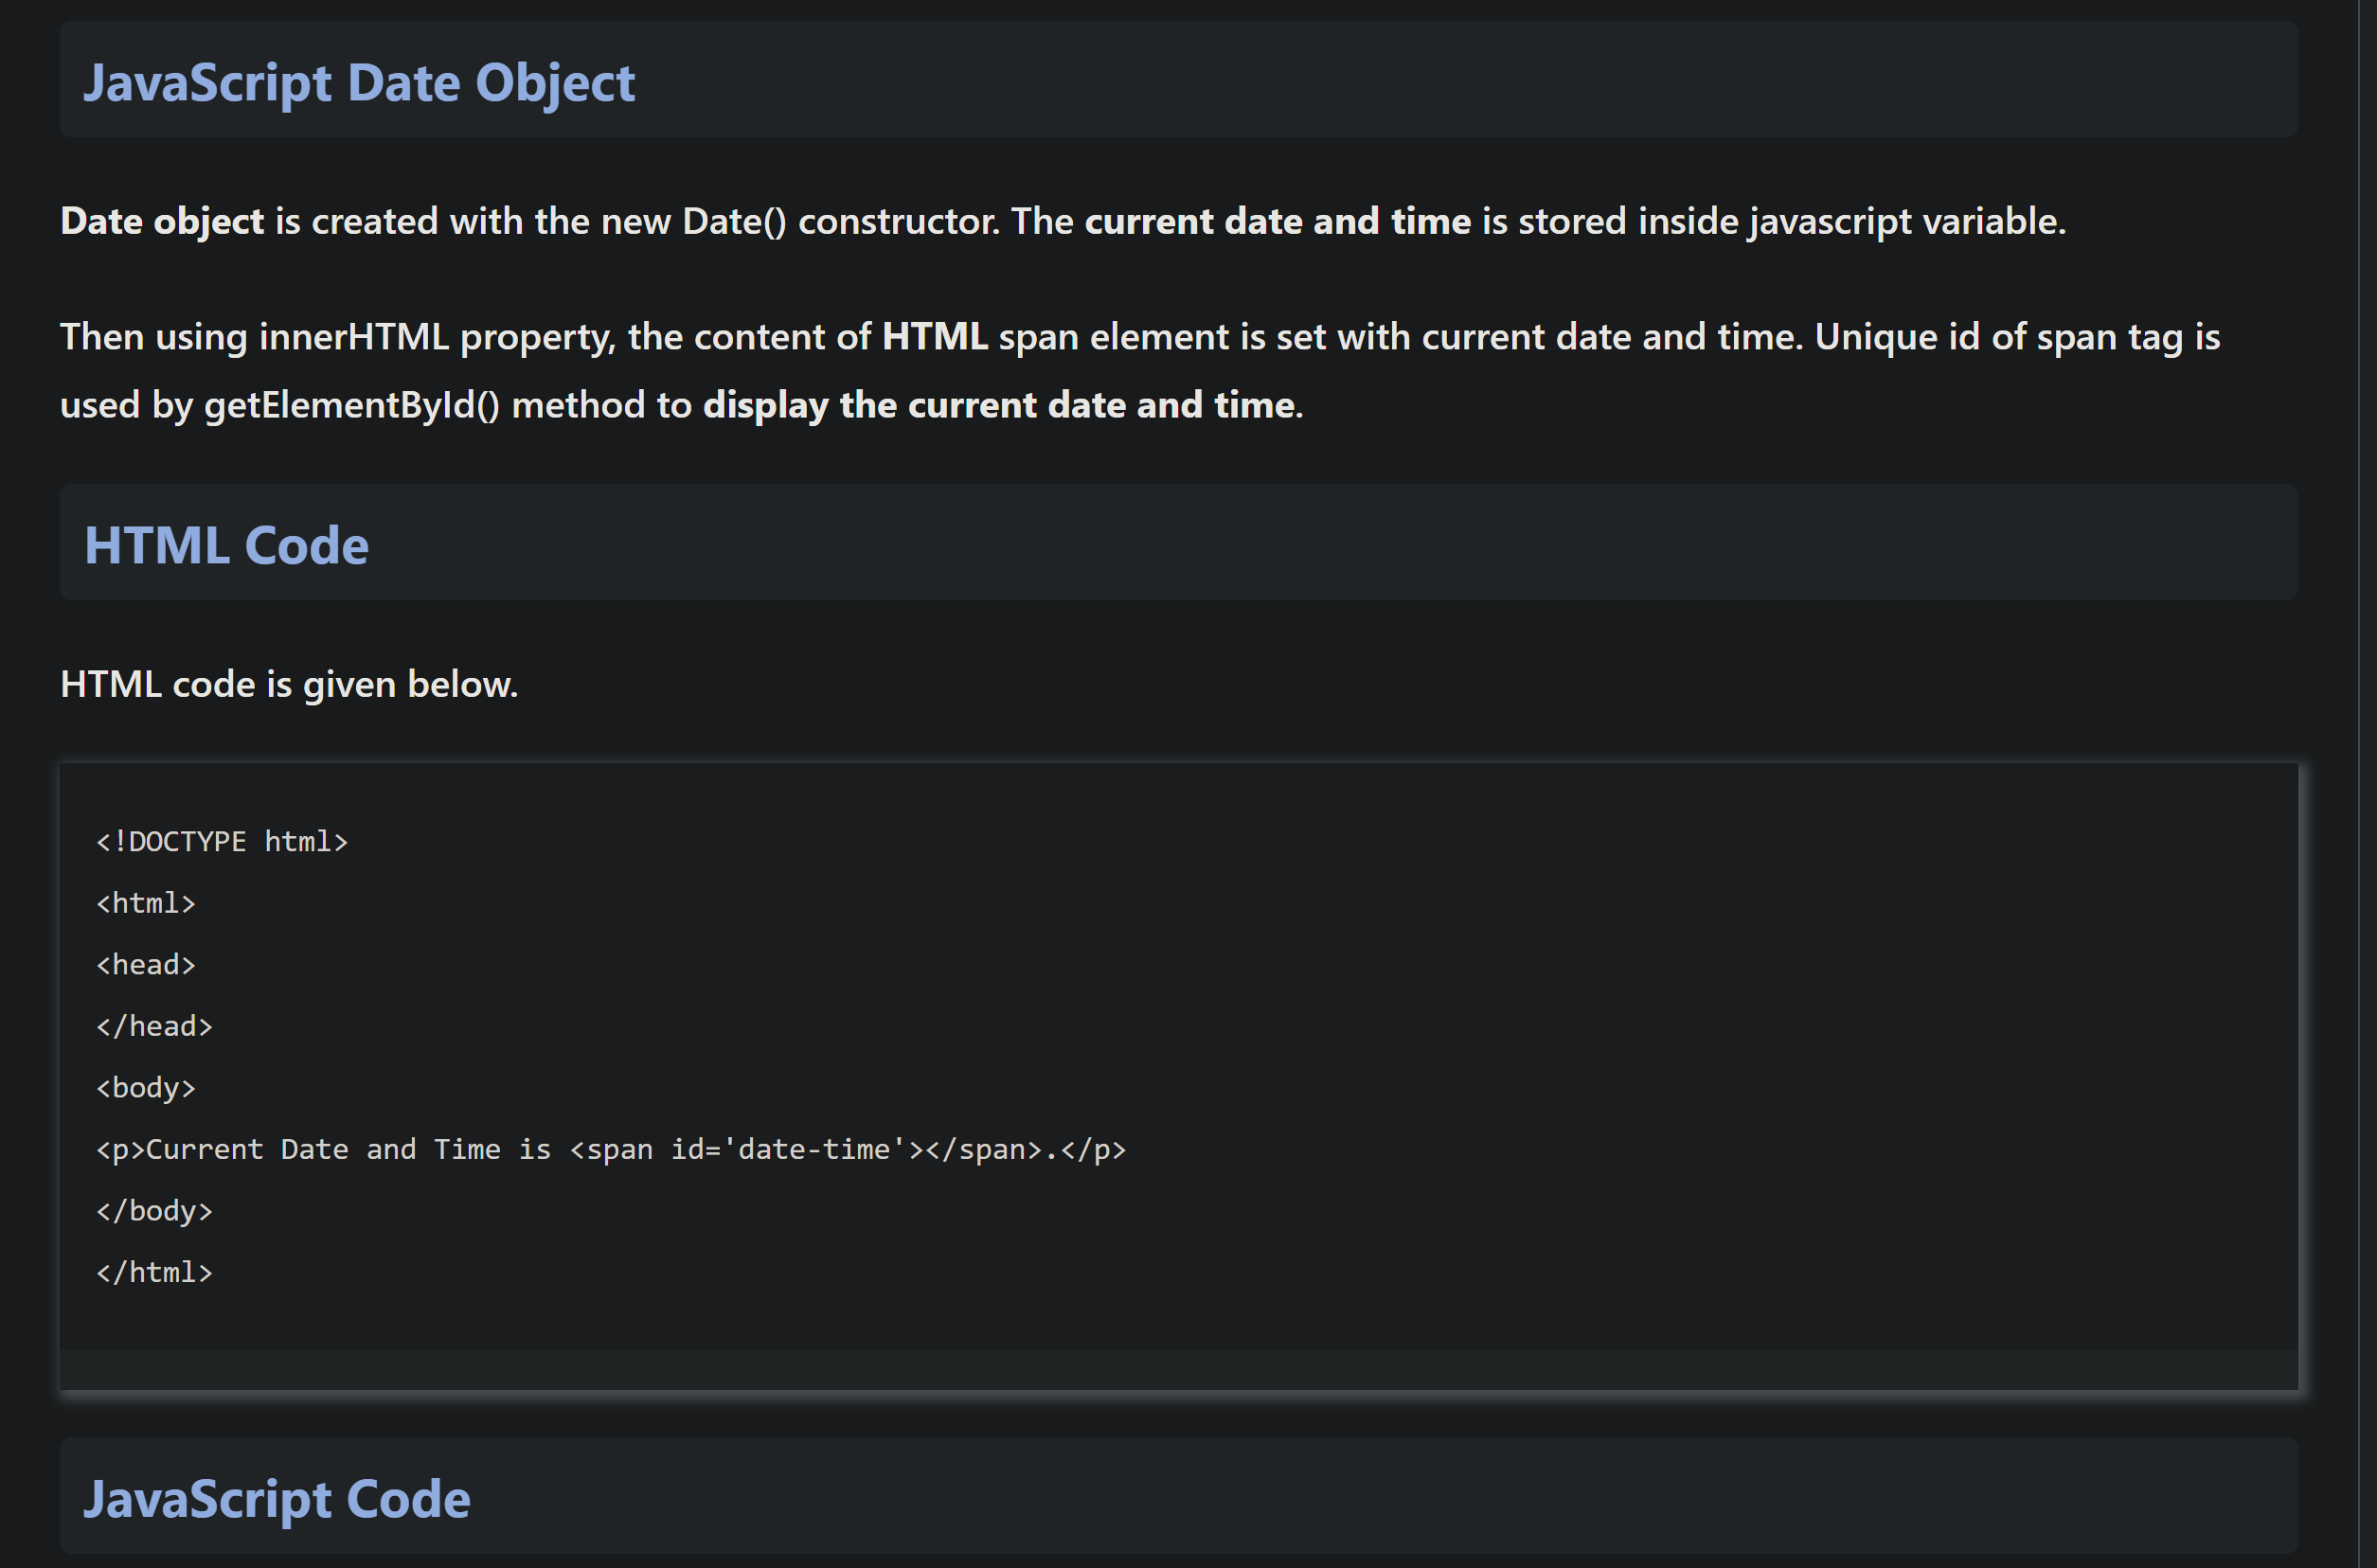 JavaScript Date Object
Date object is created with the new Date() constructor. The current date and time is stored inside javascript variable.
Then using innerHTML property, the content of HTML span element is set with current date and time. Unique id of span tag is
used by getElementById() method to display the current date and time.
HTML Code
HTML code is given below.
<!DOCTYPE html>
<html>
<head>
</head>
<body>
<p>Current Date and Time is <span id='date-time'></span>.</p>
</body>
</html>
JavaScript Code